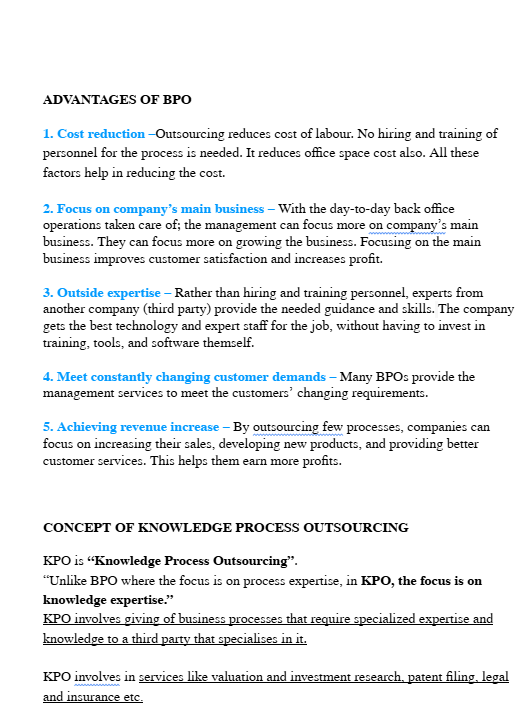 ADVANTAGES OF BPO
1. Cost reduction –Outsourcing reduces cost of labour. No hiring and training of
personnel for the process is needed. It reduces office space cost also. All these
factors help in reducing the cost.
2. Focus on company’s main business – With the day-to-day back office
operations taken care of; the management can focus more on company’s main
business. They can focus more on growing the business. Focusing on the main
business improves customer satisfaction and increases profit.
3. Outside expertise – Rather than hiring and training personnel, experts from
another company (third party) provide the needed guidance and skills. The company
gets the best technology and expert staff for the job, without having to invest in
training, tools, and software themself.
4. Meet constantly changing customer demands – Many BPOs provide the
management services to meet the customers’ changing requirements.
5. Achieving revenue increase – By outsourcing few processes, companies can
focus on increasing their sales, developing new products, and providing better
customer services. This helps them earn more profits.
CONCEPT OF KNOWLEDGE PROCESS OUTSOURCING
KPO is “Knowledge Process Outsourcing”.
“Unlike BPO where the focus is on process expertise, in KPO, the focus is on
knowledge expertise.”
KPO involves giving of business processes that require specialized expertise and
knowledge to a third party that specialises in it.
KPO involves in services like valuation and investment research, patent filing, legal
and insurance etc.